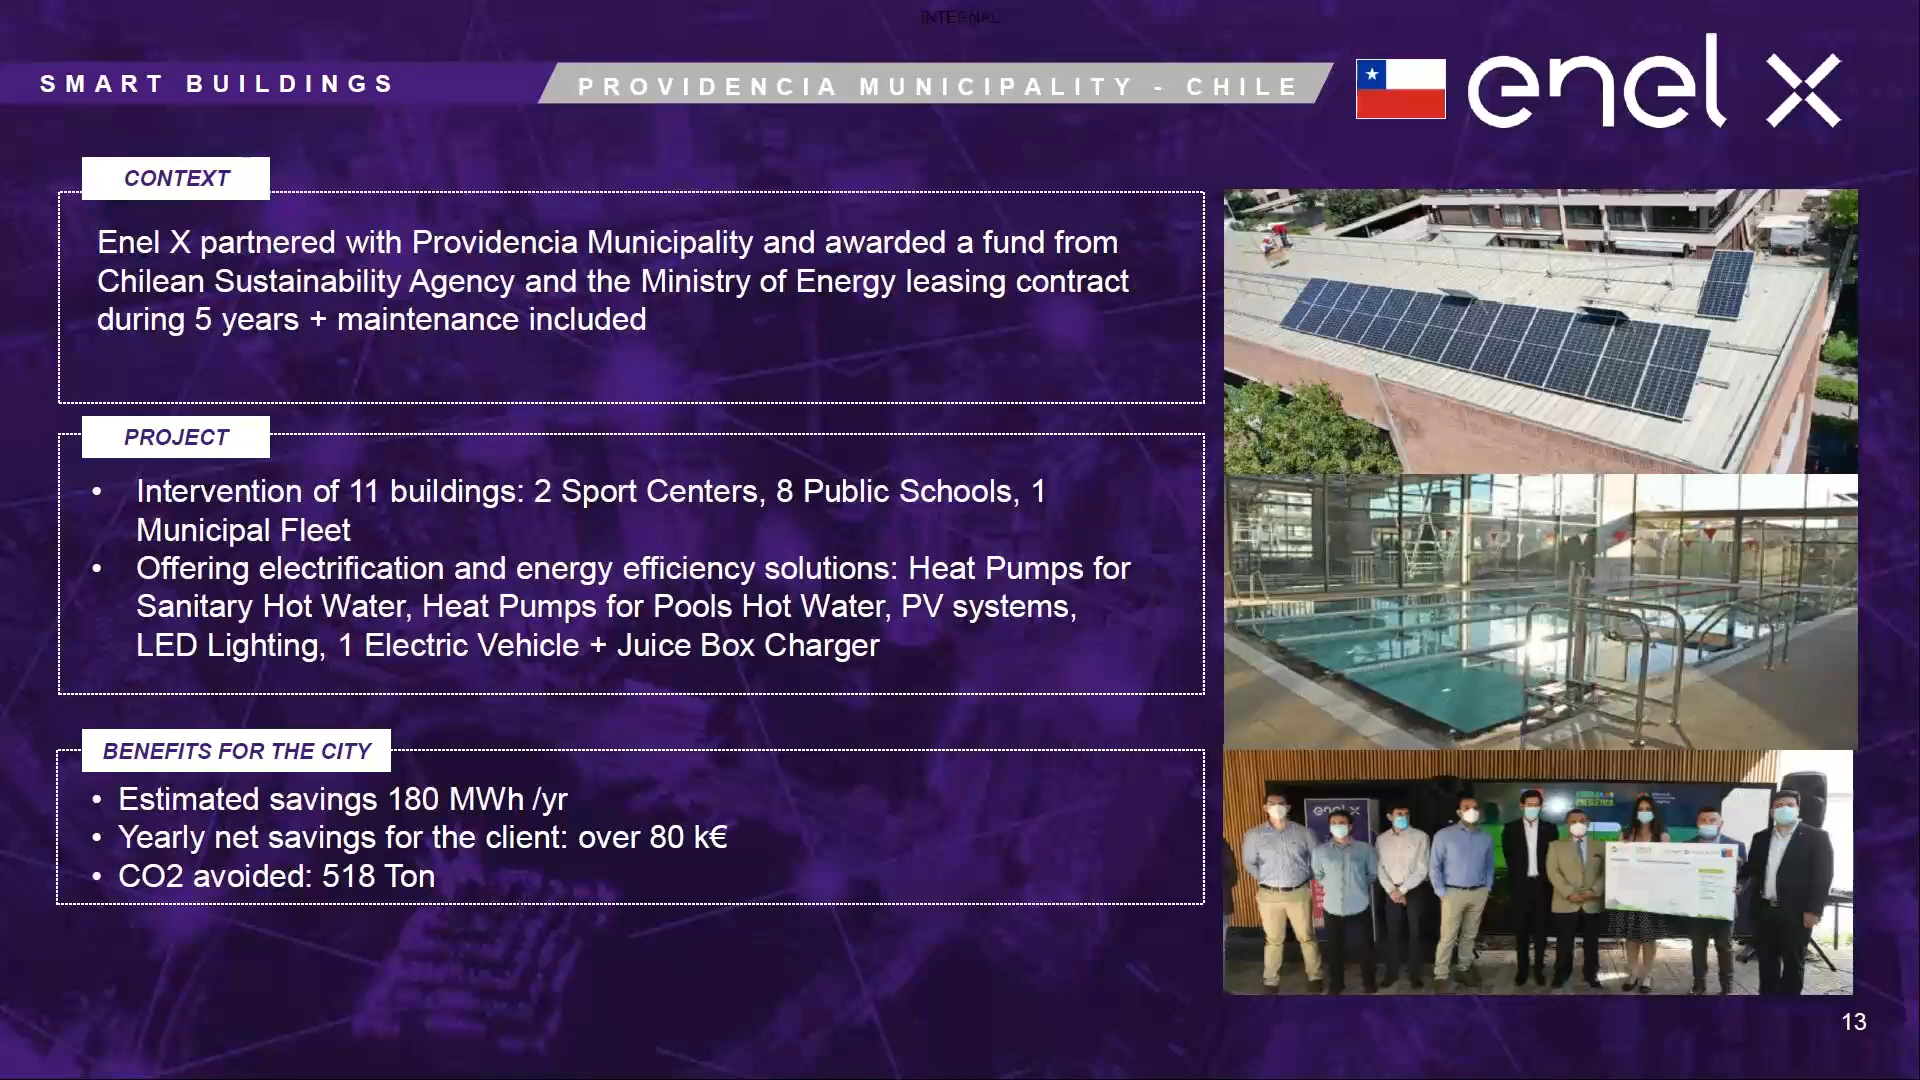 INTERNAL
SMART BUILDINGS
PROVIDENCIA MUNICIPALITY - CHILE
enel x
CONTEXT
Enel X partnered with Providencia Municipality and awarded a fund from
Chilean Sustainability Agency and the Ministry of Energy leasing contract
during 5 years + maintenance included
PROJECT
• Intervention of 11 buildings: 2 Sport Centers, 8 Public Schools, 1
Municipal Fleet
• Offering electrification and energy efficiency solutions: Heat Pumps for
Sanitary Hot Water, Heat Pumps for Pools Hot Water, PV systems,
LED Lighting, 1 Electric Vehicle + Juice Box Charger
BENEFITS FOR THE CITY
• Estimated savings 180 MWh /yr
• Yearly net savings for the client: over 80 k€
• CO2 avoided: 518 Ton
enel x
13